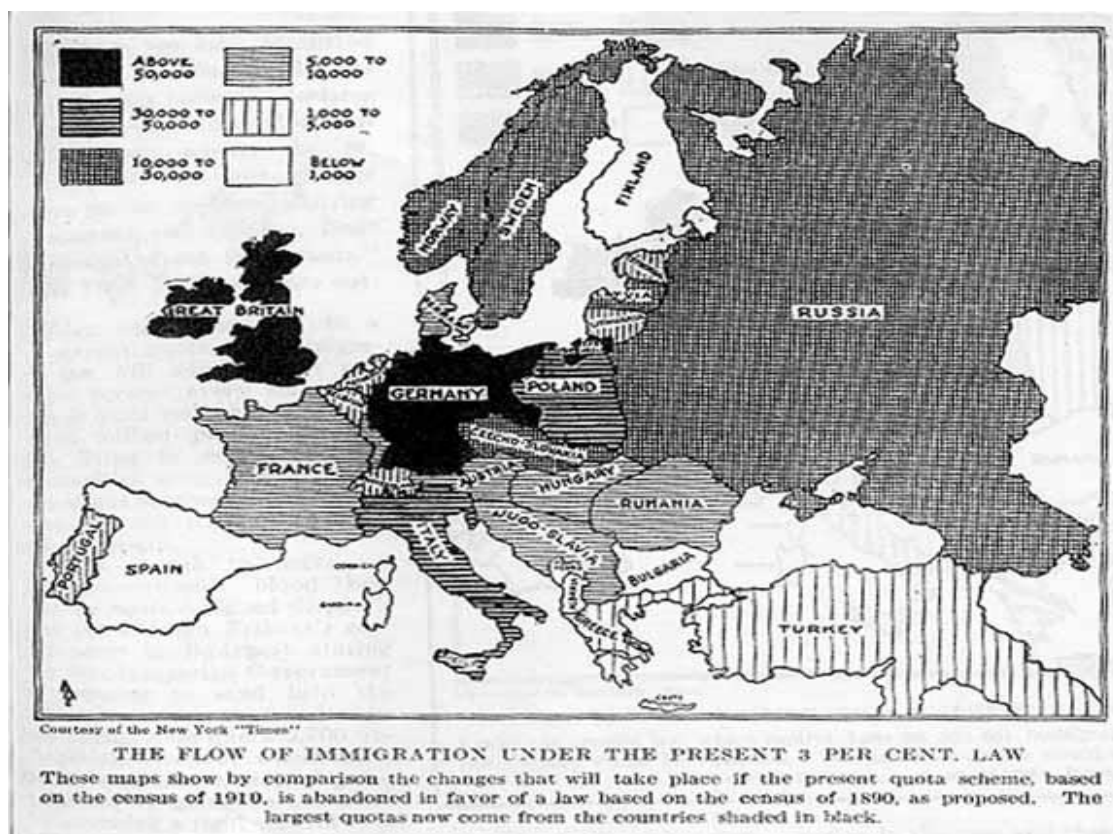 ABOVE 50,000
5,000 TO 10,000
30,000 TO 50,000
1,000 TO 5,000
10,000 TO 30,000
BELOW 1,000
NORWAY
SWEDEN
FINLAND
RUSSIA
GREAT BRITAIN
GERMANY
POLAND
CZECHO-SLOVAKIA
FRANCE
AUSTRIA
HUNGARY
RUMANIA
ITALY
JUGO-SLAVIA
PORTUGAL
SPAIN
BULGARIA
GREECE
TURKEY
CRETE
Courtesy of the New York "Times"
THE FLOW OF IMMIGRATION UNDER THE PRESENT 3 PER CENT. LAW
These maps show by comparison the changes that will take place if the present quota scheme, based
on the census of 1910, is abandoned in favor of a law based on the census of 1890, as proposed. The
largest quotas now come from the countries shaded in black.